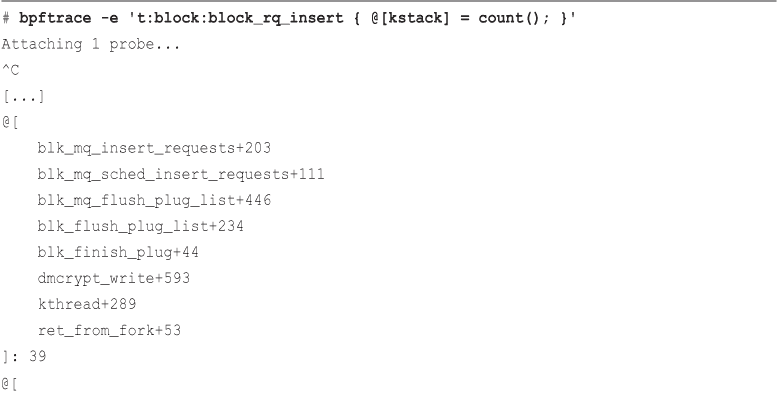 # bpftrace -e 't:block:block_rq_insert { @[kstack] = count(); }'
Attaching 1 probe...
^C
[...]
@[
    blk_mq_insert_requests+203
    blk_mq_sched_insert_requests+111
    blk_mq_flush_plug_list+446
    blk_flush_plug_list+234
    blk_finish_plug+44
    dmcrypt_write+593
    kthread+289
    ret_from_fork+53
]: 39
@[